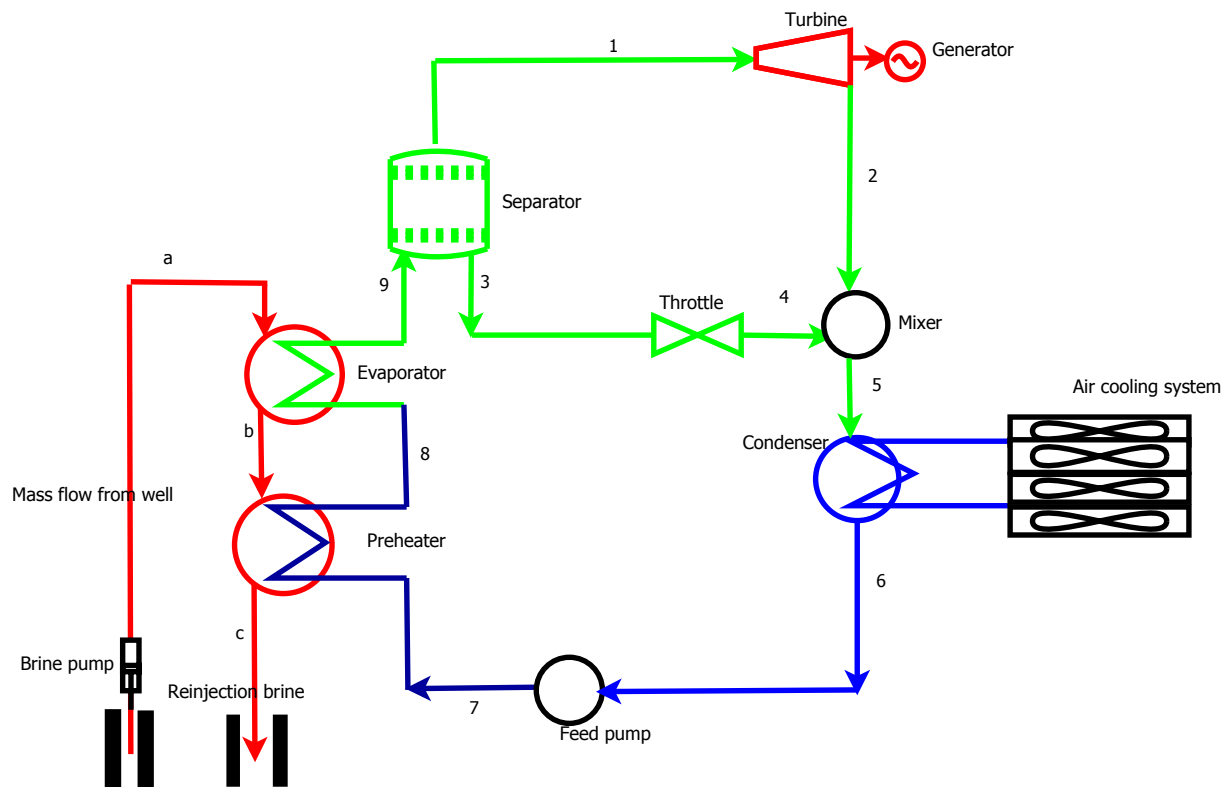 Turbine
1
Generator
2
Separator
a
9
3
Throttle
4
Mixer
Evaporator
5
Air cooling system
b
8
Condenser
Mass flow from well
Preheater
6
c
Brine pump
Reinjection brine
7
Feed pump